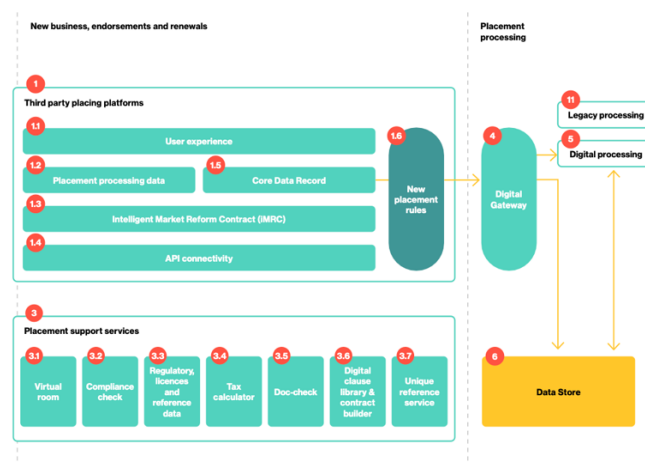 New business, endorsements and renewals
Placement
processing
1
Third party placing platforms
1.1
User experience
1.2
Placement processing data
1.5
Core Data Record
1.3
Intelligent Market Reform Contract (iMRC)
1.4
API connectivity
1.6
New
placement
rules
4
Digital
Gateway
11
Legacy processing
5
Digital processing
3
Placement support services
3.1
Virtual
room
3.2
Compliance
check
3.3
Regulatory,
licences
and
reference
data
3.4
Tax
calculator
3.5
Doc-check
3.6
Digital
clause
library &
contract
builder
3.7
Unique
reference
service
6
Data Store